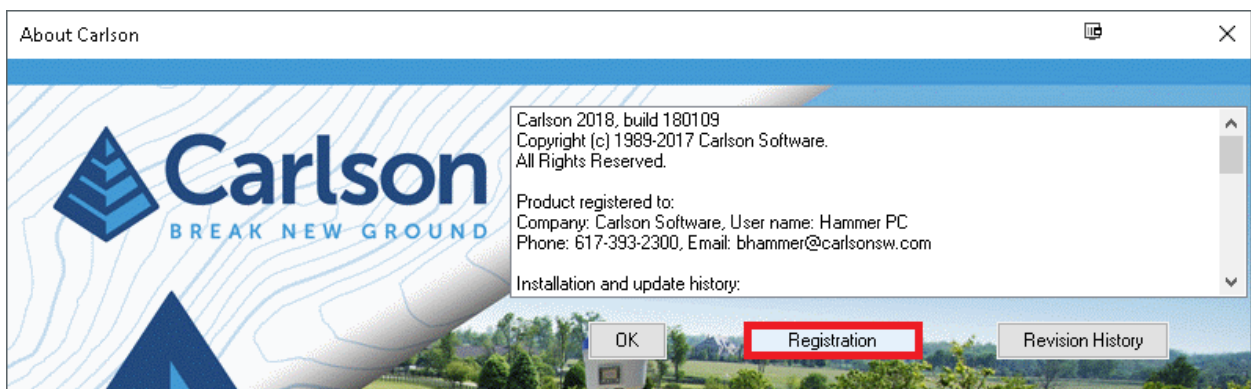 About Carlson
Carlson
BREAK NEW GROUND
Carlson 2018, build 180109
Copyright (c) 1989-2017 Carlson Software.
All Rights Reserved.
Product registered to:
Company: Carlson Software, User name: Hammer PC
Phone: 617-393-2300, Email: bhammer@carlsonsw.com
Installation and update history:
OK
Registration
Revision History